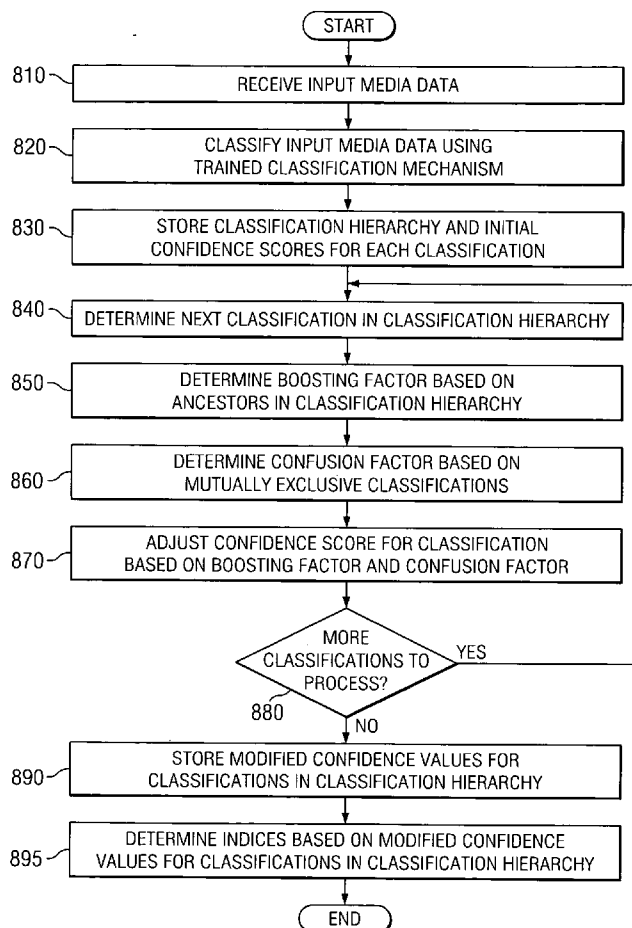 START
810
RECEIVE INPUT MEDIA DATA
820
CLASSIFY INPUT MEDIA DATA USING
TRAINED CLASSIFICATION MECHANISM
830
STORE CLASSIFICATION HIERARCHY AND INITIAL
CONFIDENCE SCORES FOR EACH CLASSIFICATION
840
DETERMINE NEXT CLASSIFICATION IN CLASSIFICATION HIERARCHY
850
DETERMINE BOOSTING FACTOR BASED ON
ANCESTORS IN CLASSIFICATION HIERARCHY
860
DETERMINE CONFUSION FACTOR BASED ON
MUTUALLY EXCLUSIVE CLASSIFICATIONS
870
ADJUST CONFIDENCE SCORE FOR CLASSIFICATION
BASED ON BOOSTING FACTOR AND CONFUSION FACTOR
MORE
CLASSIFICATIONS TO
PROCESS?
YES
880
NO
890
STORE MODIFIED CONFIDENCE VALUES FOR
CLASSIFICATIONS IN CLASSIFICATION HIERARCHY
895
DETERMINE INDICES BASED ON MODIFIED CONFIDENCE
VALUES FOR CLASSIFICATIONS IN CLASSIFICATION HIERARCHY
END